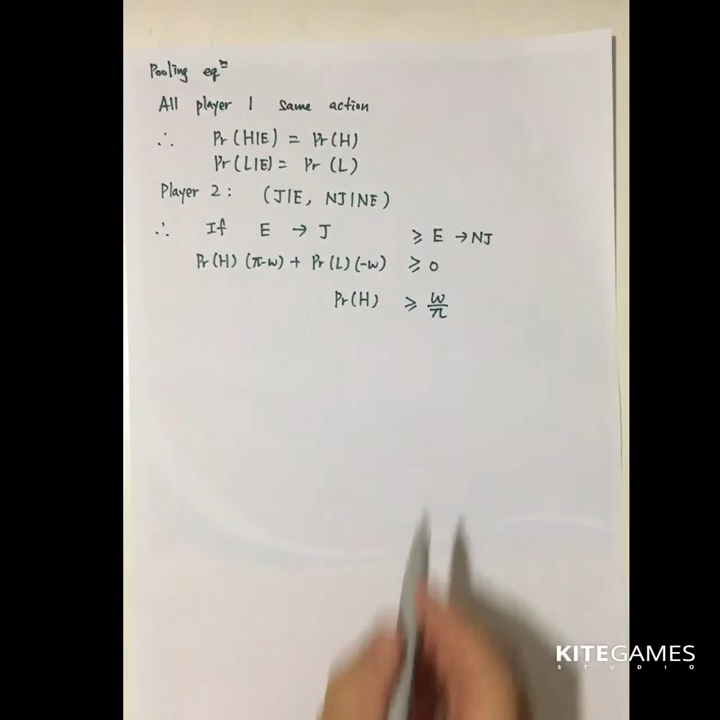 Pooling eqⁿ
All player 1 same action
∴ Pr(H|E) = Pr(H)
Pr(L|E) = Pr(L)
Player 2: (J|E, NJ|NE)
∴ If E → J ⩾ E → NJ
Pr(H)(π-w) + Pr(L)(-w) ⩾ 0
Pr(H) ⩾ w/π
KITEGAMES
STUDIO